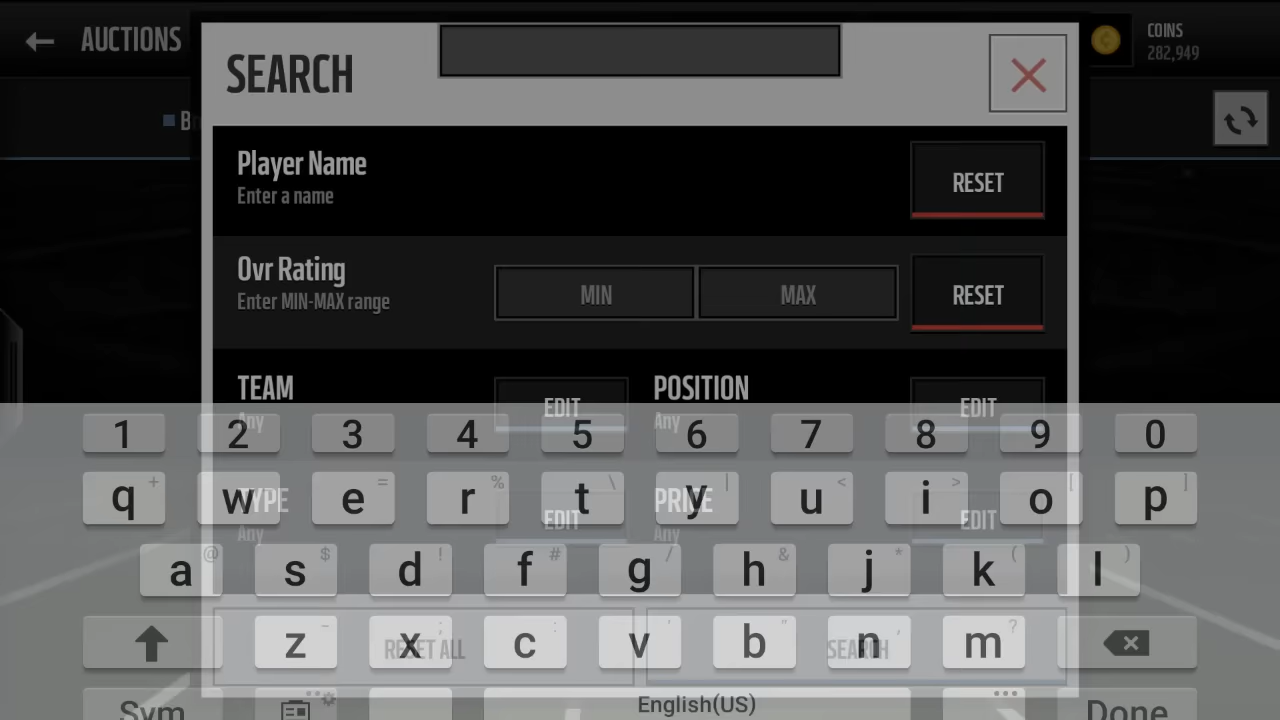 AUCTIONS
COINS
282,949
SEARCH
Player Name
Enter a name
RESET
Ovr Rating
Enter MIN-MAX range
MIN
MAX
RESET
TEAM
Any
EDIT
POSITION
Any
EDIT
1 2 3 4 5 6 7 8 9 0
TYPE
Any
EDIT
PRICE
Any
EDIT
q + w e = r % t \ y | u < i > o [ p ]
a @ s $ d ! f # g / h & j * k ( l )
z - x ; c : v ' b " n , m ?
RESET ALL
SEARCH
Sym
English(US)
Done